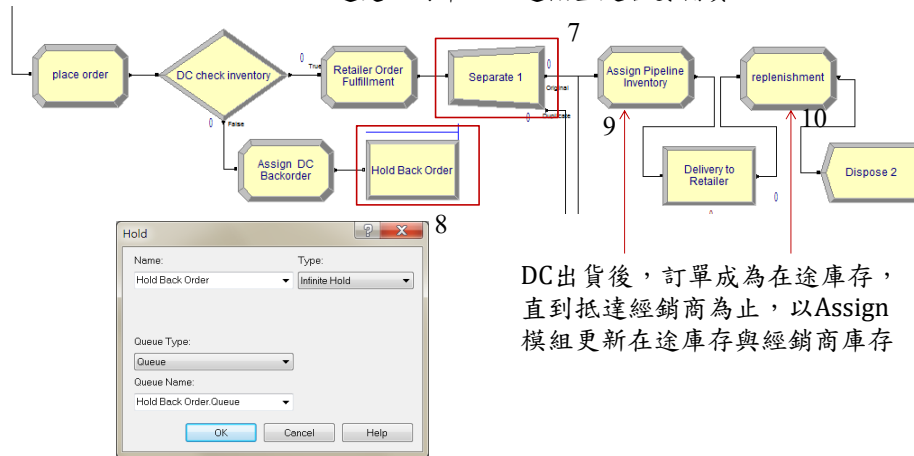 7
place order
DC check inventory
0
True
0
False
Retailer Order
Fulfillment
Separate 1
0
Original
0
Duplicate
Assign Pipeline
Inventory
9
replenishment
10
Assign DC
Backorder
Hold Back Order
8
Delivery to
Retailer
0
Dispose 2
Hold
Name:
Type:
Hold Back Order
Infinite Hold
Queue Type:
Queue
Queue Name:
Hold Back Order.Queue
OK
Cancel
Help
DC出貨後，訂單成為在途庫存，
直到抵達經銷商為止，以Assign
模組更新在途庫存與經銷商庫存